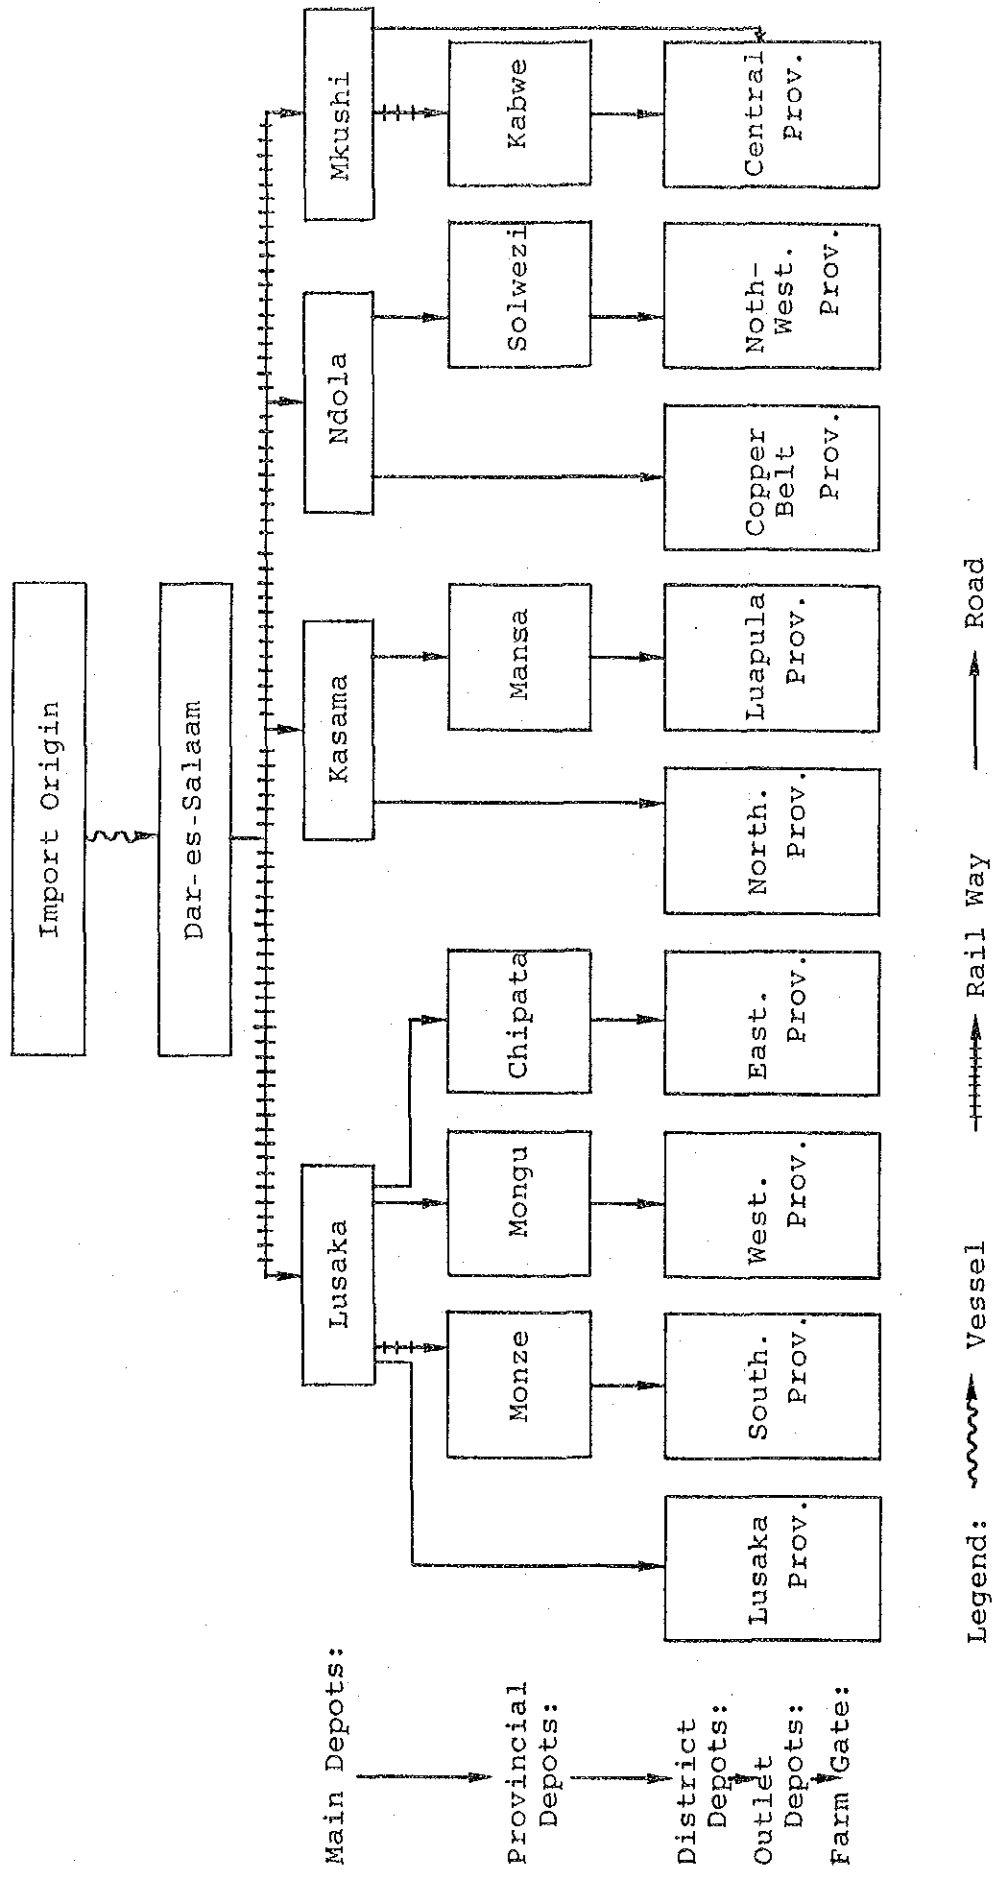 Import Origin
Dar-es-Salaam
Main Depots:
Lusaka
Kasama
Ndola
Mkushi
Provincial
Depots:
Monze
Mongu
Chipata
Mansa
Solwezi
Kabwe
District
Depots:
Outlet
Depots:
Farm Gate:
Lusaka
Prov.
South.
Prov.
West.
Prov.
East.
Prov.
North.
Prov.
Luapula
Prov.
Copper
Belt
Prov.
Noth-
West.
Prov.
Central
Prov.
Legend: Vessel Rail Way Road